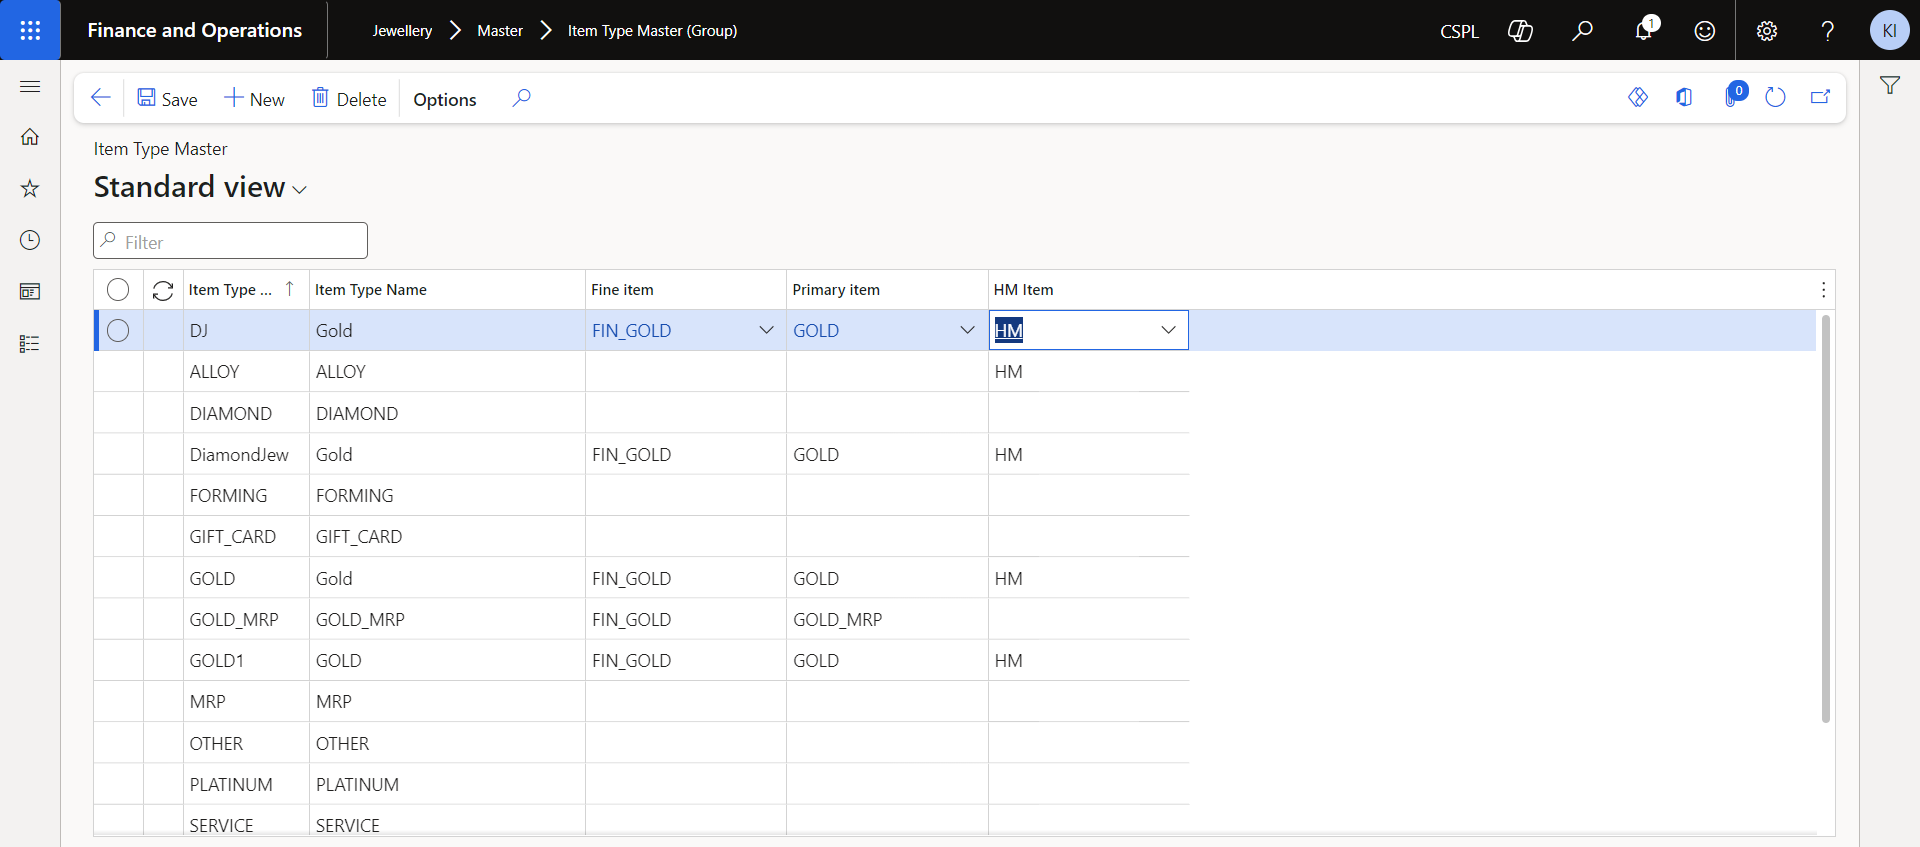 Finance and Operations Jewellery Master Item Type Master (Group) CSPL 1 KI
Save New Delete Options 0
Item Type Master
Standard view
Filter
Item Type ... Item Type Name Fine item Primary item HM Item
DJ Gold FIN_GOLD GOLD HM
ALLOY ALLOY HM
DIAMOND DIAMOND
DiamondJew Gold FIN_GOLD GOLD HM
FORMING FORMING
GIFT_CARD GIFT_CARD
GOLD Gold FIN_GOLD GOLD HM
GOLD_MRP GOLD_MRP FIN_GOLD GOLD_MRP
GOLD1 GOLD FIN_GOLD GOLD HM
MRP MRP
OTHER OTHER
PLATINUM PLATINUM
SERVICE SERVICE